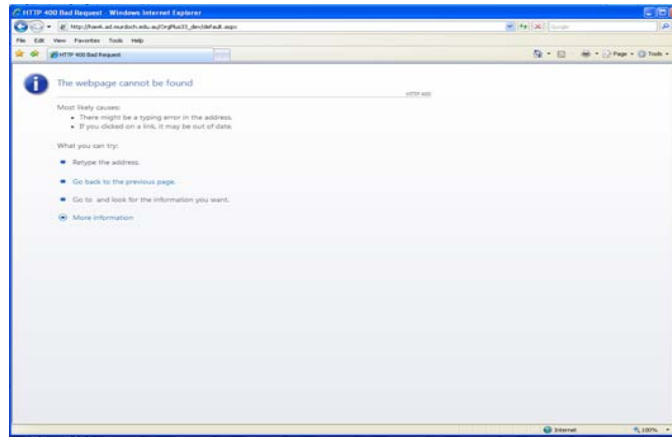 HTTP 400 Bad Request - Windows Internet Explorer
http://hawk.ad.murdoch.edu.au/OrgPlus33_dev/default.aspx
Google
File Edit View Favorites Tools Help
HTTP 400 Bad Request
Page Tools
The webpage cannot be found
HTTP 400
Most likely causes:
There might be a typing error in the address.
If you clicked on a link, it may be out of date.
What you can try:
Retype the address.
Go back to the previous page.
Go to and look for the information you want.
More information
Internet 100%